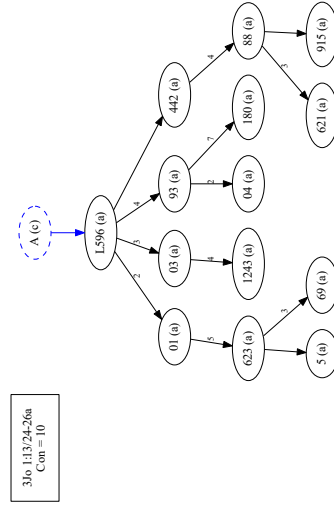 3Jo 1:13/24-26a
Con = 10
A (c)
L596 (a)
2
3
4
01 (a)
03 (a)
93 (a)
442 (a)
5
4
2
7
4
623 (a)
1243 (a)
04 (a)
180 (a)
88 (a)
3
3
5 (a)
69 (a)
621 (a)
915 (a)